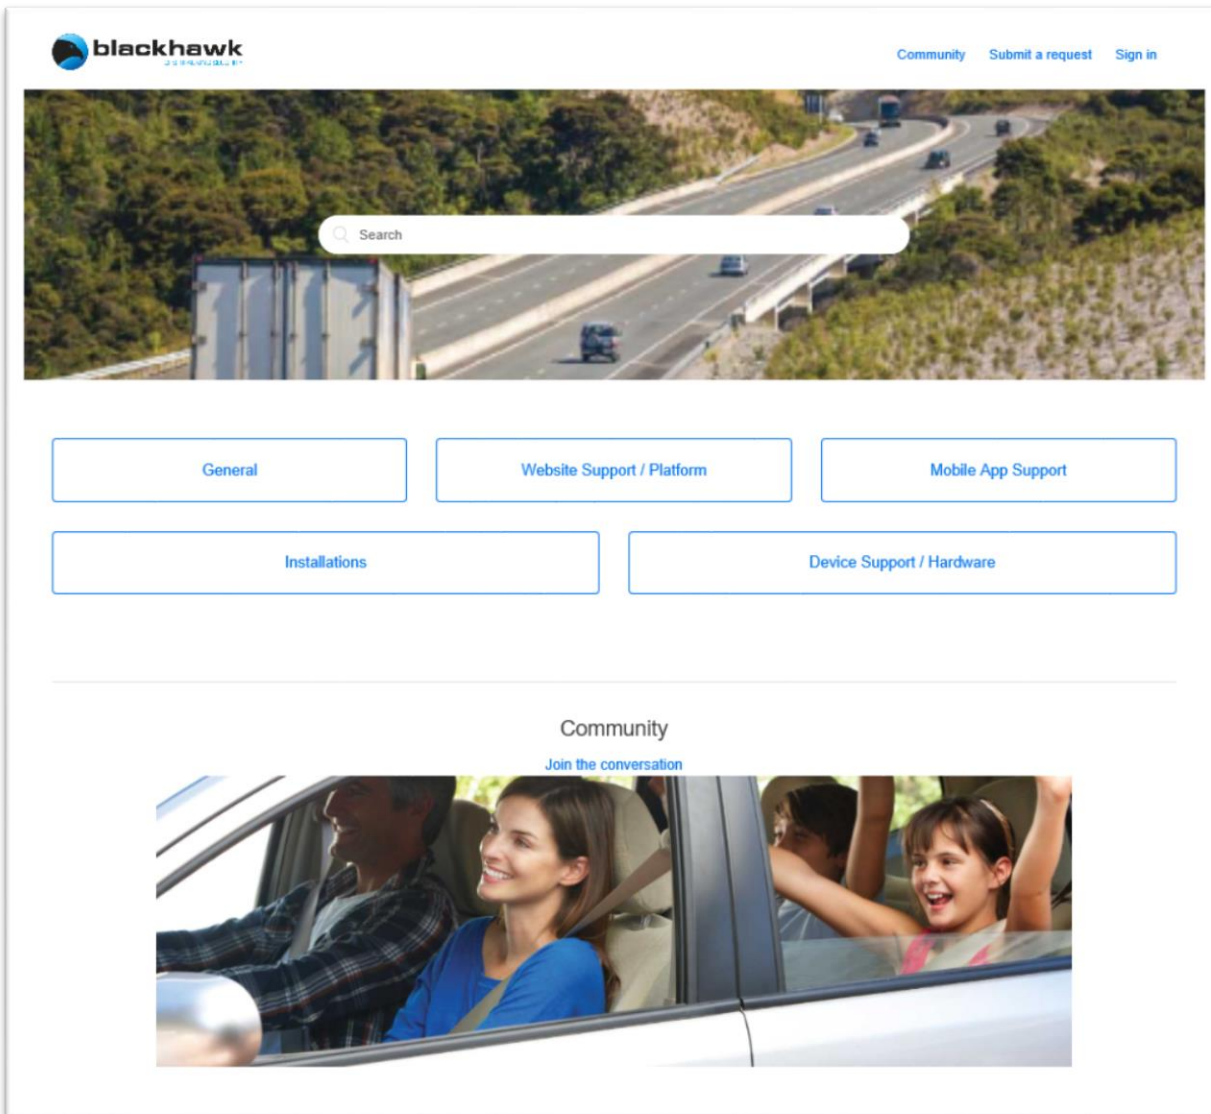 blackhawk
Community Submit a request Sign in
Search
General Website Support / Platform Mobile App Support
Installations Device Support / Hardware
Community
Join the conversation